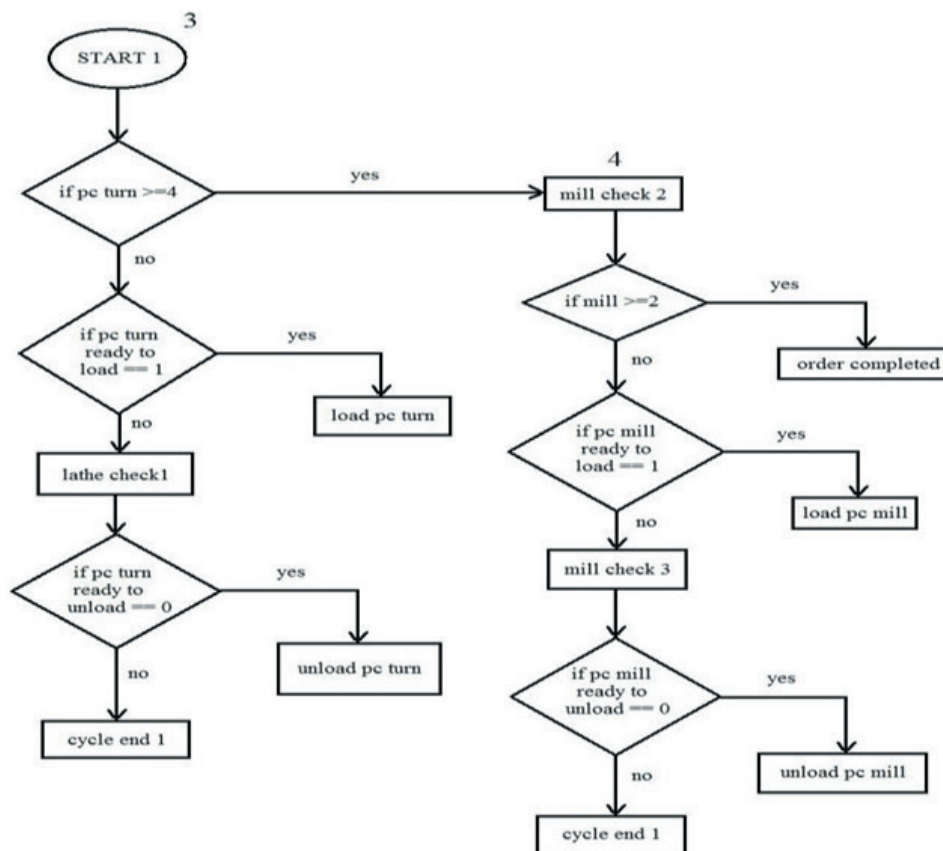 3
START 1
if pc turn >=4
yes
4
mill check 2
no
if mill >=2
yes
order completed
if pc turn
ready to
load == 1
yes
load pc turn
no
no
if pc mill
ready to
load == 1
yes
load pc mill
lathe check1
no
mill check 3
if pc turn
ready to
unload == 0
yes
unload pc turn
no
cycle end 1
if pc mill
ready to
unload == 0
yes
unload pc mill
no
cycle end 1